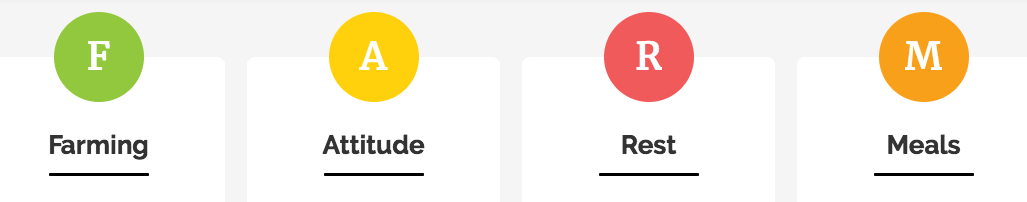 F A R M
Farming Attitude Rest Meals